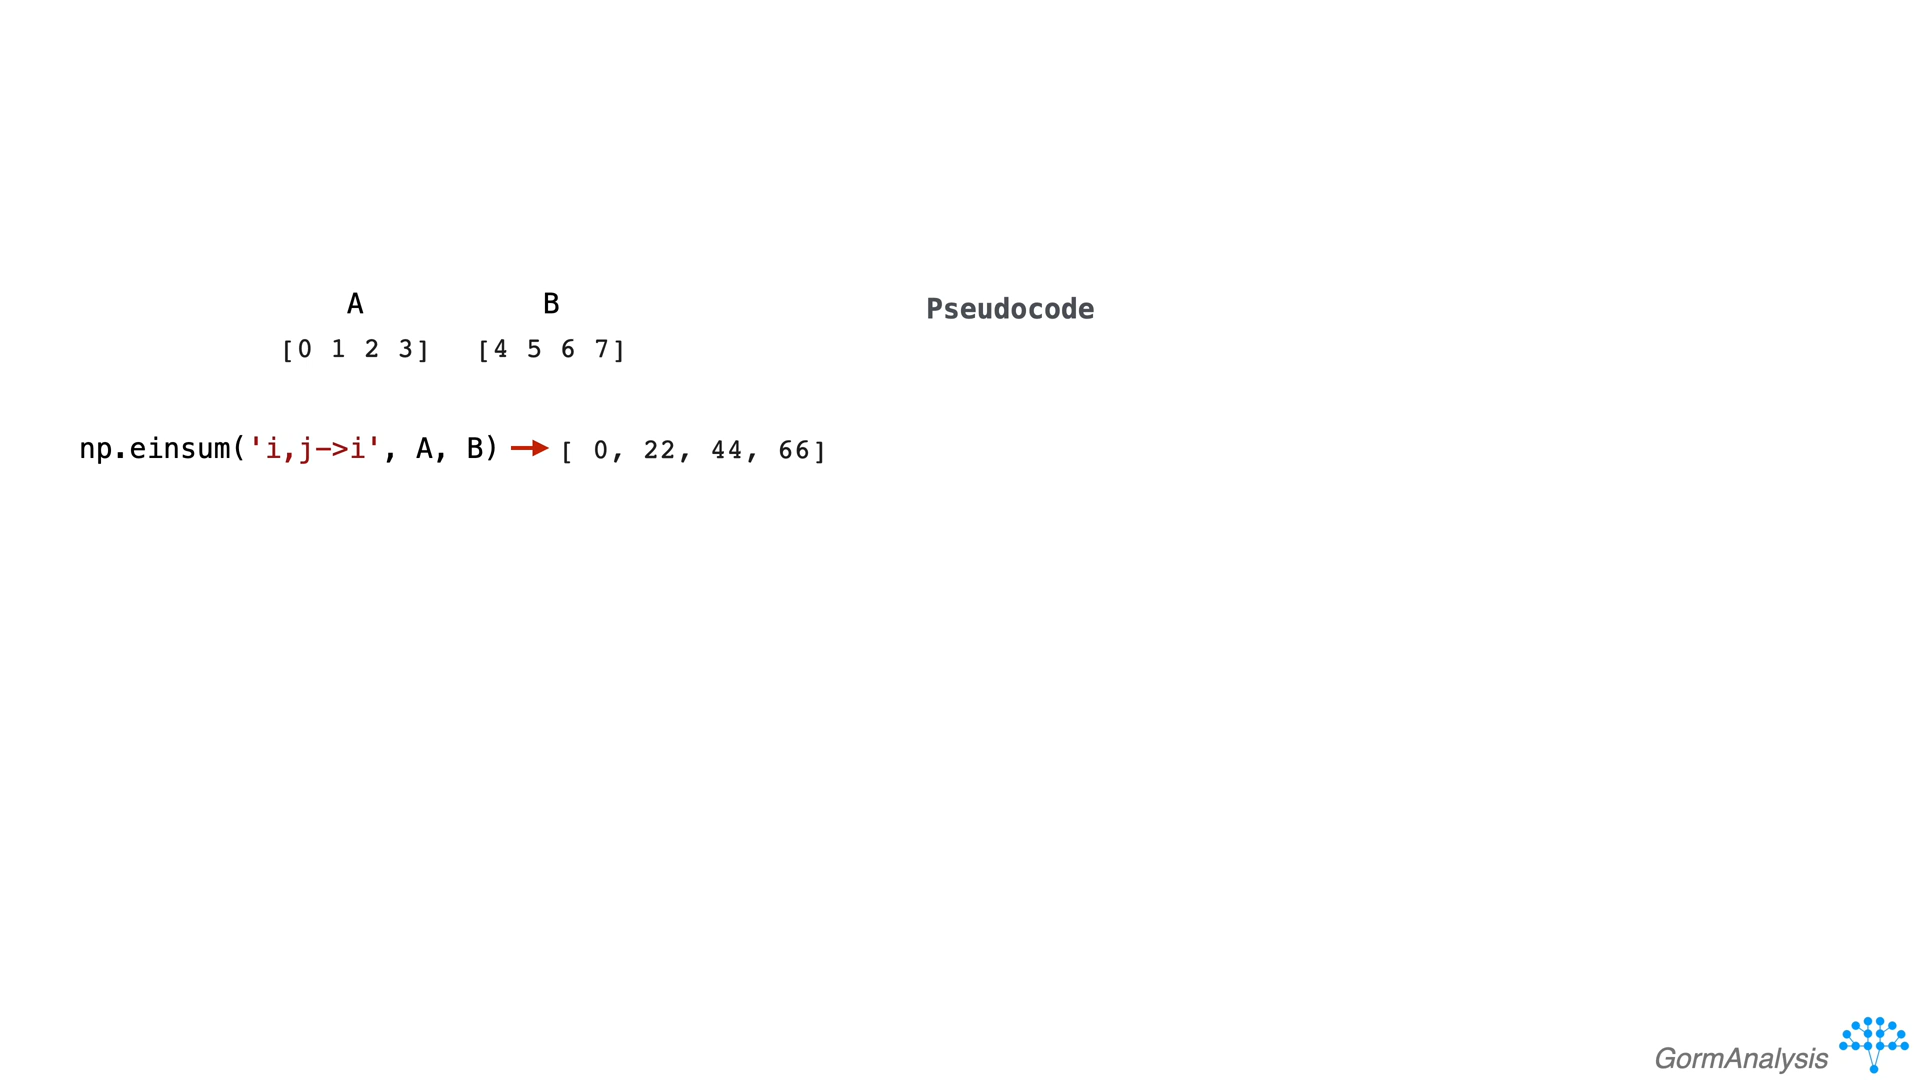 A B
[0 1 2 3] [4 5 6 7]
np.einsum('i,j->i', A, B) → [ 0, 22, 44, 66]
Pseudocode
GormAnalysis